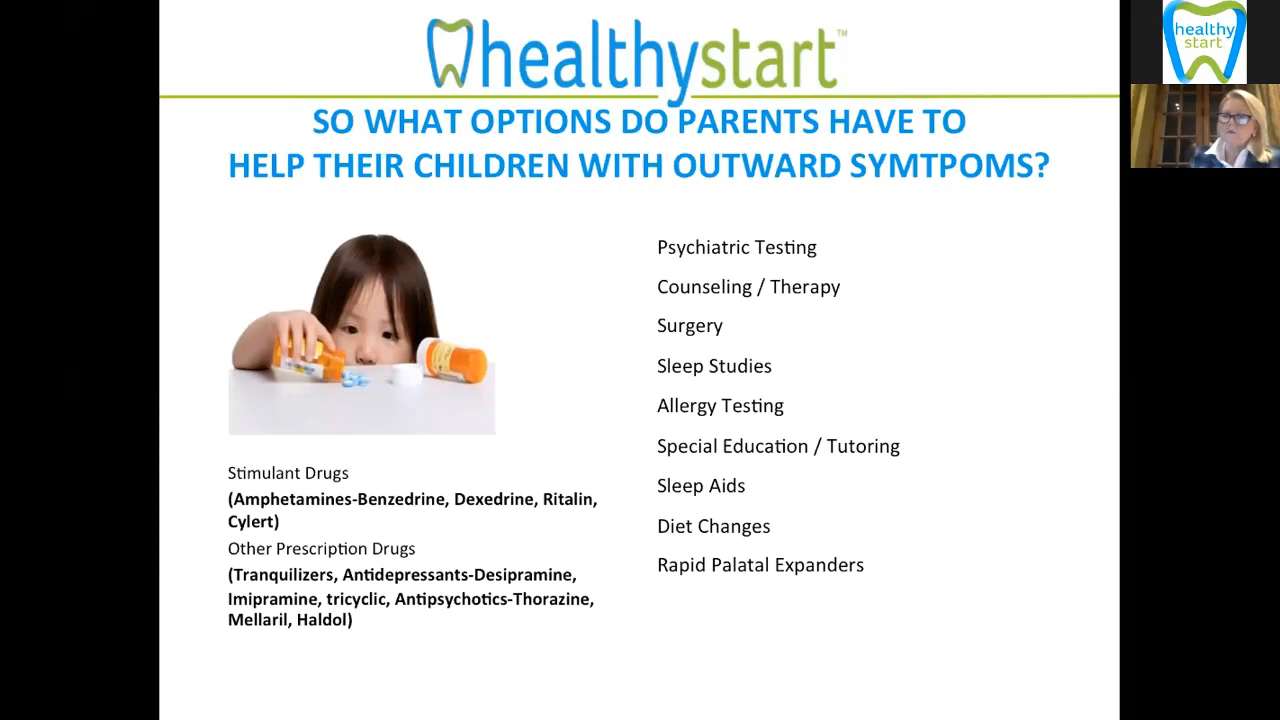 healthystart™
SO WHAT OPTIONS DO PARENTS HAVE TO
HELP THEIR CHILDREN WITH OUTWARD SYMTPOMS?
Stimulant Drugs
(Amphetamines-Benzedrine, Dexedrine, Ritalin,
Cylert)
Other Prescription Drugs
(Tranquilizers, Antidepressants-Desipramine,
Imipramine, tricyclic, Antipsychotics-Thorazine,
Mellaril, Haldol)
Psychiatric Testing
Counseling / Therapy
Surgery
Sleep Studies
Allergy Testing
Special Education / Tutoring
Sleep Aids
Diet Changes
Rapid Palatal Expanders
healthy
start